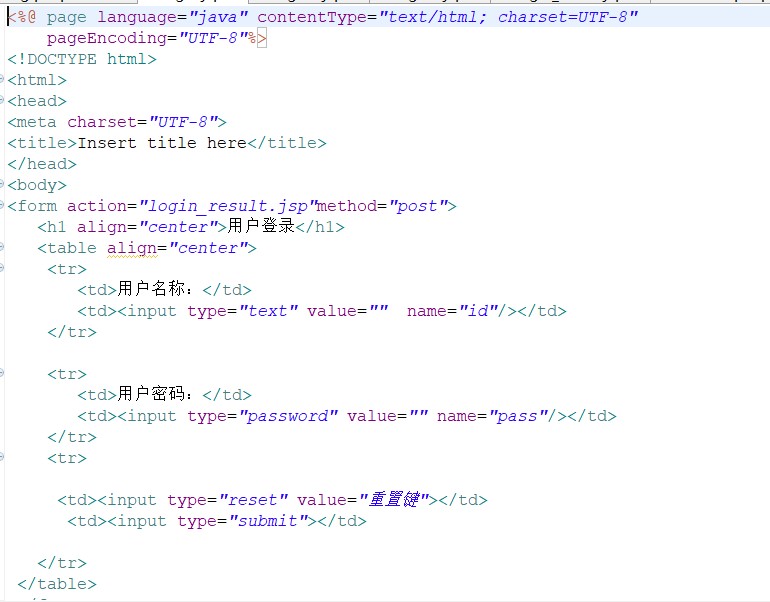 <%@ page language="java" contentType="text/html; charset=UTF-8"
    pageEncoding="UTF-8"%>
<!DOCTYPE html>
<html>
<head>
<meta charset="UTF-8">
<title>Insert title here</title>
</head>
<body>
<form action="login_result.jsp"method="post">
   <h1 align="center">用户登录</h1>
   <table align="center">
    <tr>
       <td>用户名称：</td>
       <td><input type="text" value=""  name="id"/></td>
    </tr>
    <tr>
       <td>用户密码：</td>
       <td><input type="password" value="" name="pass"/></td>
    </tr>
    <tr>
     <td><input type="reset" value="重置键"></td>
      <td><input type="submit"></td>
   </tr>
 </table>